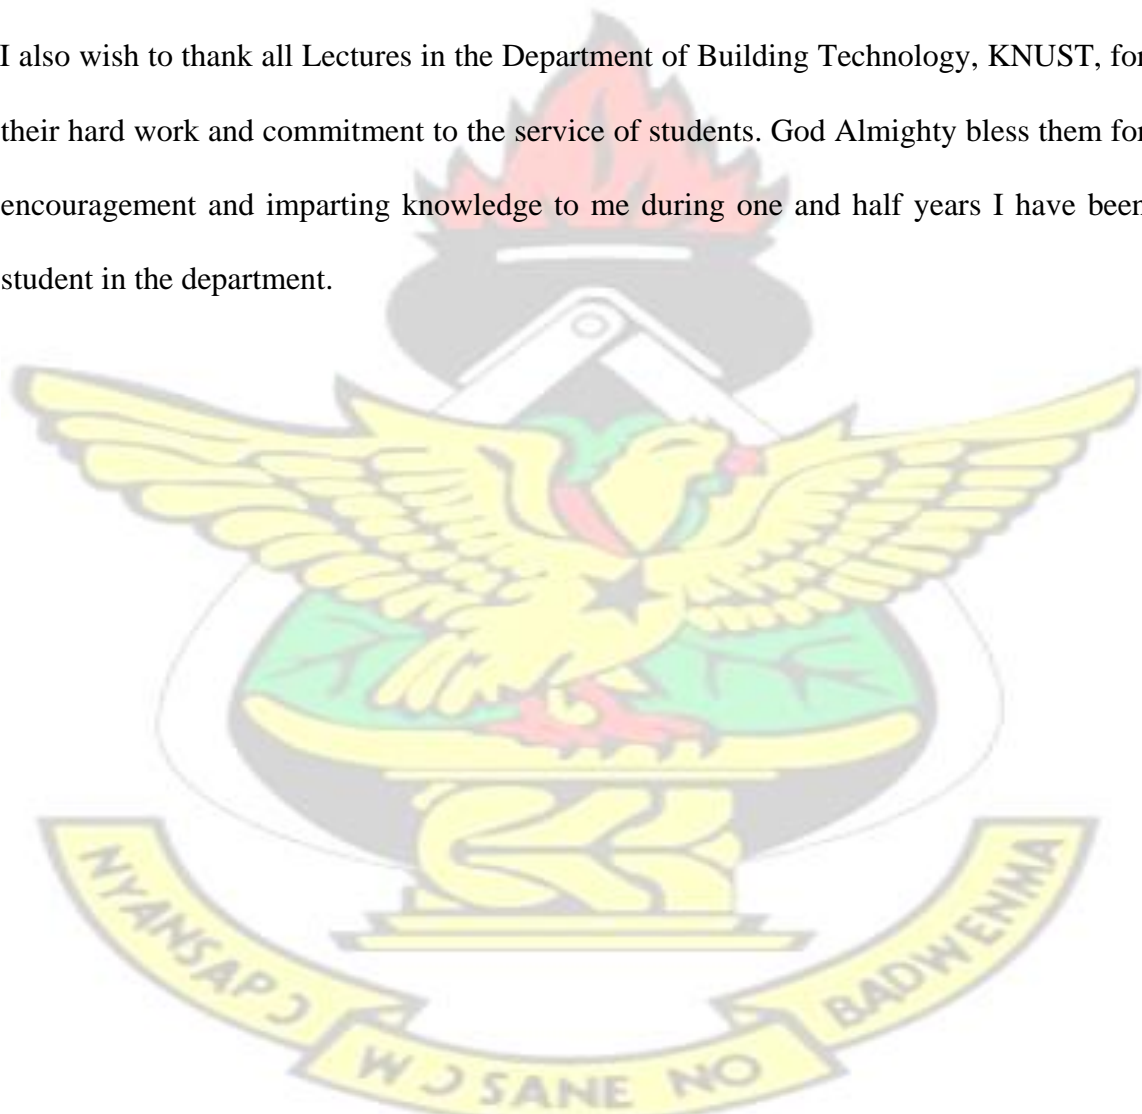 I also wish to thank all Lectures in the Department of Building Technology, KNUST, for
their hard work and commitment to the service of students. God Almighty bless them for
encouragement and imparting knowledge to me during one and half years I have been
student in the department.
NYANSAPƆ
WƆSANE NO
BADWENMA